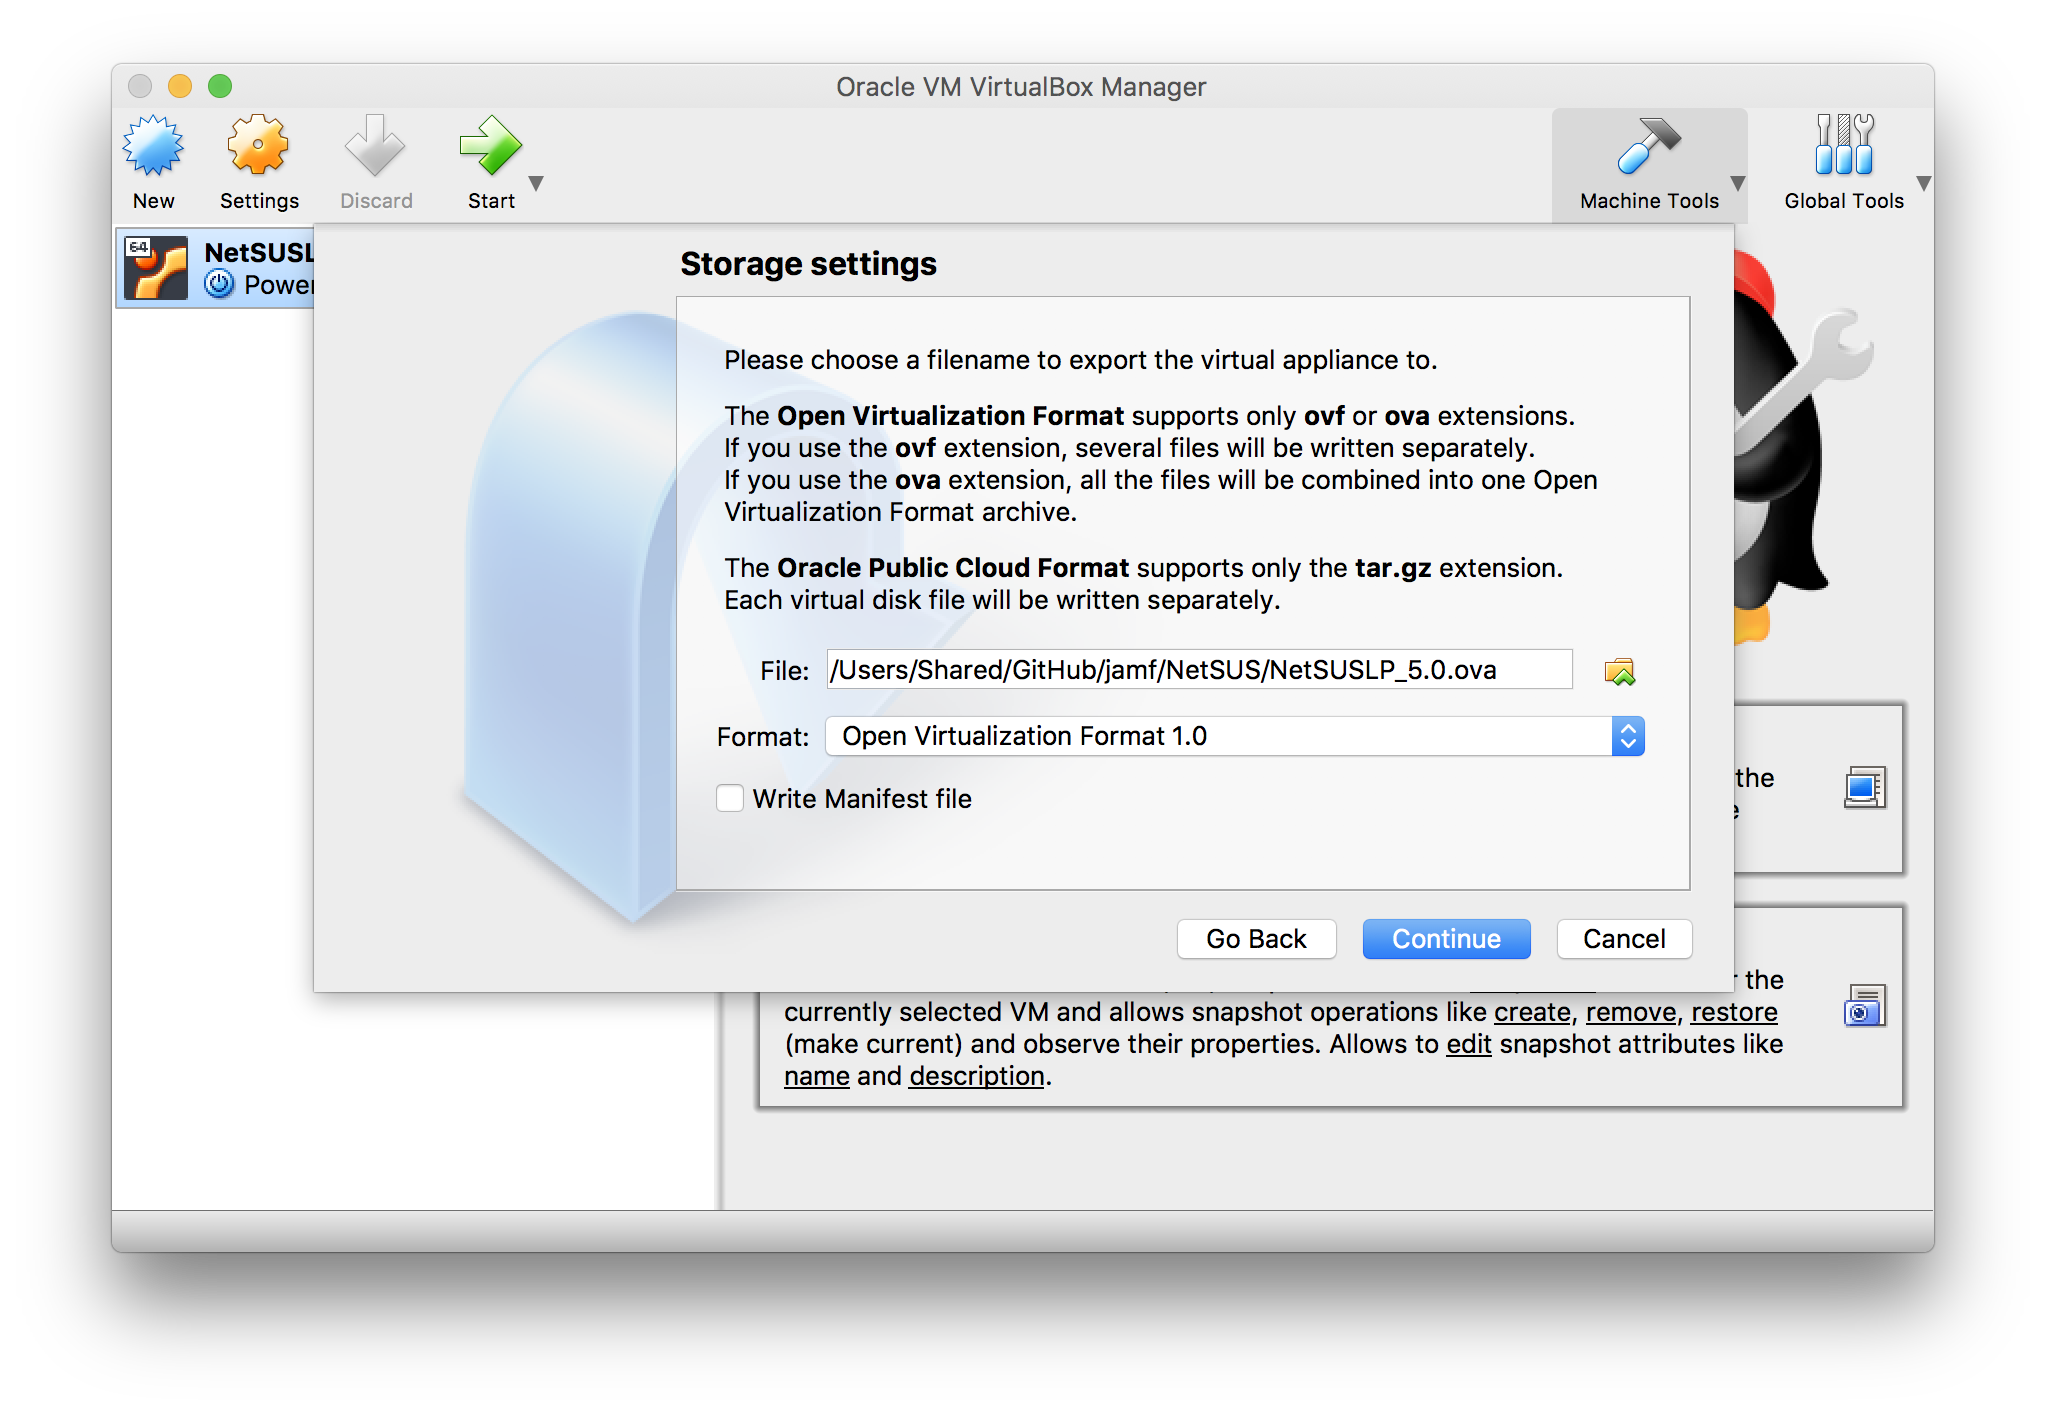 Oracle VM VirtualBox Manager
New
Settings
Discard
Start
Machine Tools
Global Tools
64
NetSUSL
Power
Storage settings
Please choose a filename to export the virtual appliance to.
The Open Virtualization Format supports only ovf or ova extensions.
If you use the ovf extension, several files will be written separately.
If you use the ova extension, all the files will be combined into one Open
Virtualization Format archive.
The Oracle Public Cloud Format supports only the tar.gz extension.
Each virtual disk file will be written separately.
File: /Users/Shared/GitHub/jamf/NetSUS/NetSUSLP_5.0.ova
Format: Open Virtualization Format 1.0
Write Manifest file
the
Go Back
Continue
Cancel
the
currently selected VM and allows snapshot operations like create, remove, restore
(make current) and observe their properties. Allows to edit snapshot attributes like
name and description.